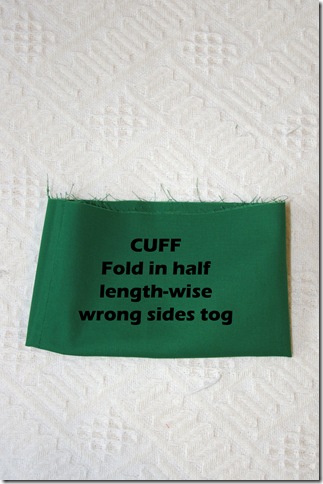 CUFF
Fold in half
length-wise
wrong sides tog